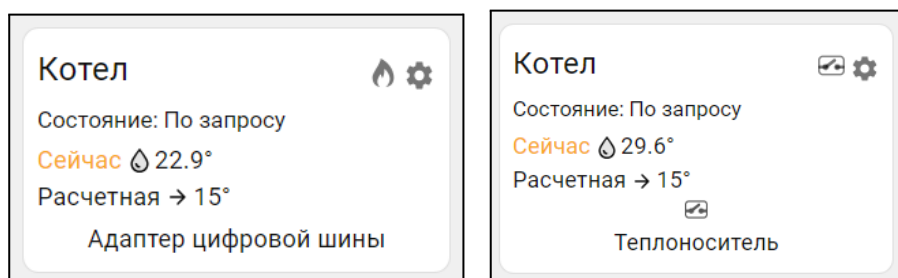 Котел
Состояние: По запросу
Сейчас 22.9°
Расчетная → 15°
Адаптер цифровой шины
Котел
Состояние: По запросу
Сейчас 29.6°
Расчетная → 15°
Теплоноситель